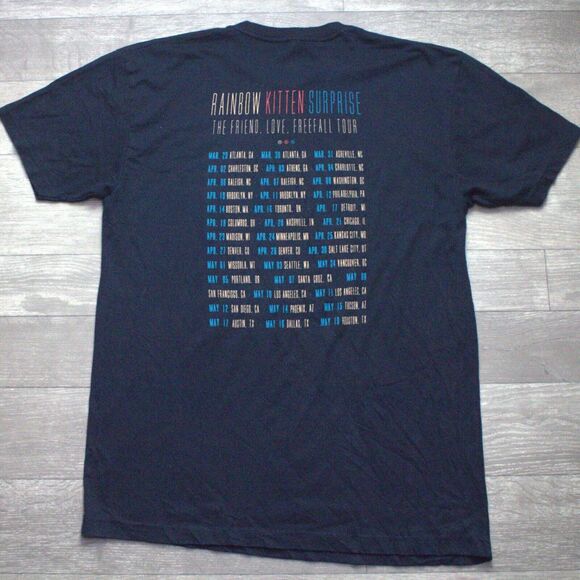 RAINBOW KITTEN SURPRISE
THE FRIEND, LOVE, FREEFALL TOUR
MAR. 29 ATLANTA, GA MAR. 30 ATLANTA, GA MAR. 31 ASHEVILLE, NC
APR. 02 CHARLESTON, SC APR. 03 ATHENS, GA APR. 04 CHARLOTTE, NC
APR. 06 RALEIGH, NC APR. 07 RALEIGH, NC APR. 09 WASHINGTON, DC
APR. 10 BROOKLYN, NY APR. 11 BROOKLYN, NY APR. 12 PHILADELPHIA, PA
APR. 14 BOSTON, MA APR. 16 TORONTO, ON APR. 17 DETROIT, MI
APR. 19 COLUMBUS, OH APR. 20 NASHVILLE, TN APR. 21 CHICAGO, IL
APR. 23 MADISON, WI APR. 24 MINNEAPOLIS, MN APR. 25 KANSAS CITY, MO
APR. 27 DENVER, CO APR. 28 DENVER, CO APR. 30 SALT LAKE CITY, UT
MAY 01 MISSOULA, MT MAY 03 SEATTLE, WA MAY 04 VANCOUVER, BC
MAY 05 PORTLAND, OR MAY 07 SANTA CRUZ, CA MAY 08
SAN FRANCISCO, CA MAY 10 LOS ANGELES, CA MAY 11 LOS ANGELES, CA
MAY 12 SAN DIEGO, CA MAY 14 PHOENIX, AZ MAY 15 TUCSON, AZ
MAY 17 AUSTIN, TX MAY 18 DALLAS, TX MAY 19 HOUSTON, TX